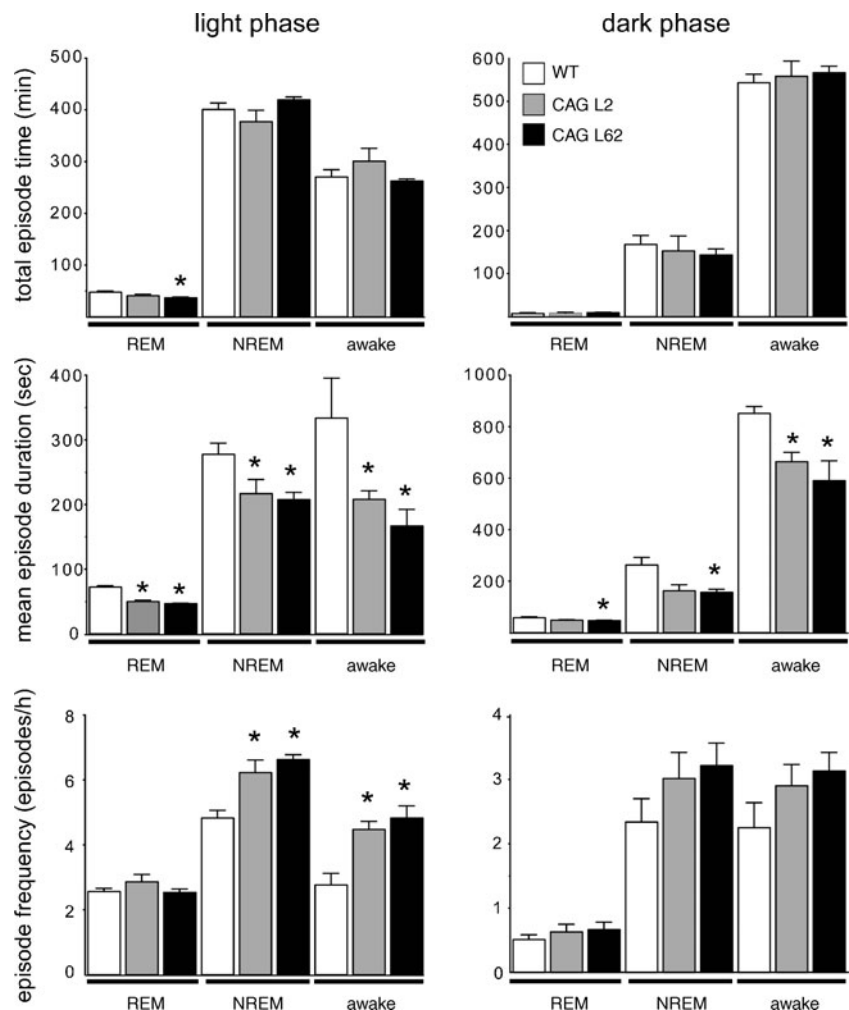 light phase
dark phase
total episode time (min)
500
400
300
200
100
*
REM
NREM
awake
600
500
400
300
200
100
WT
CAG L2
CAG L62
REM
NREM
awake
mean episode duration (sec)
400
300
200
100
0
* * * * * *
REM
NREM
awake
1000
800
600
400
200
* * * *
REM
NREM
awake
episode frequency (episodes/h)
8
6
4
2
0
* * * *
REM
NREM
awake
4
3
2
1
0
REM
NREM
awake